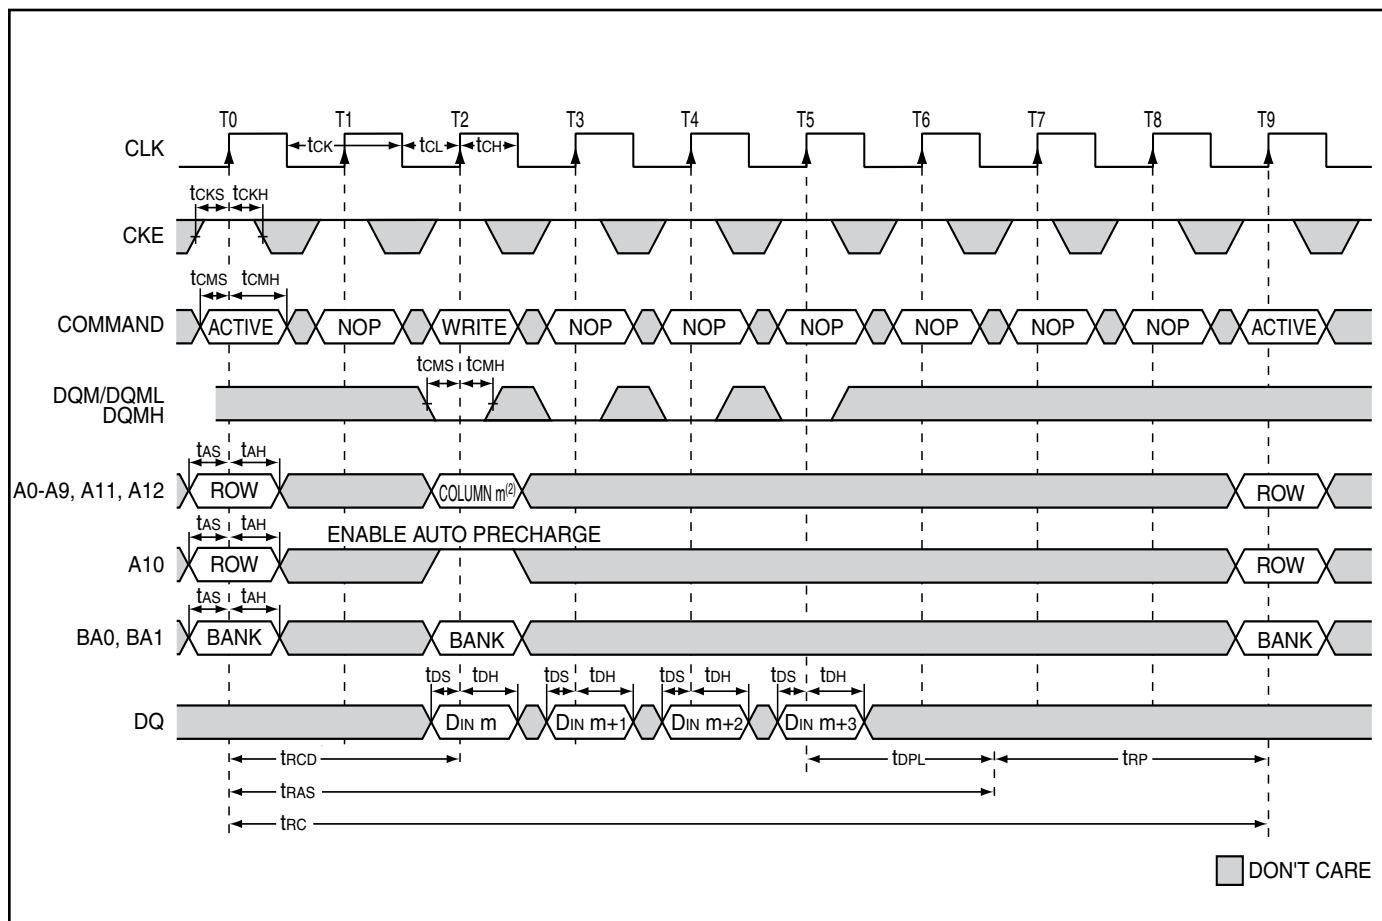 T0 T1 T2 T3 T4 T5 T6 T7 T8 T9
CLK tCK tCL tCH
tCKS tCKH
CKE
tCMS tCMH
COMMAND ACTIVE NOP WRITE NOP NOP NOP NOP NOP NOP ACTIVE
tCMS tCMH
DQM/DQML
DQMH
tAS tAH
A0-A9, A11, A12 ROW COLUMN m(2) ROW
tAS tAH ENABLE AUTO PRECHARGE
A10 ROW ROW
tAS tAH
BA0, BA1 BANK BANK BANK
tDS tDH tDS tDH tDS tDH tDS tDH
DQ DIN m DIN m+1 DIN m+2 DIN m+3
tRCD tDPL tRP
tRAS
tRC
DON'T CARE